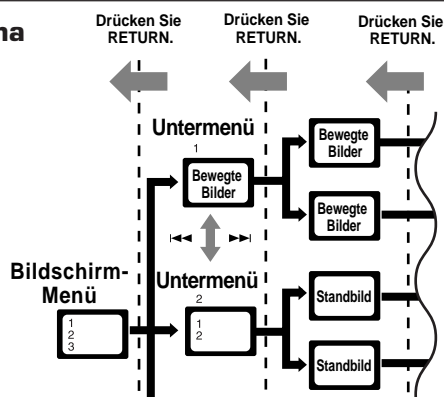 na
Drücken Sie
RETURN.
Drücken Sie
RETURN.
Drücken Sie
RETURN.
Untermenü
1
Bewegte
Bilder
Bewegte
Bilder
Bewegte
Bilder
Bildschirm-
Menü
1
2
3
Untermenü
2
1
2
Standbild
Standbild